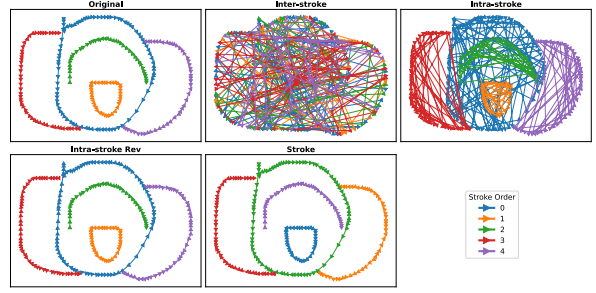 Original
Inter-stroke
Intra-stroke
Intra-stroke Rev
Stroke
Stroke Order
0
1
2
3
4